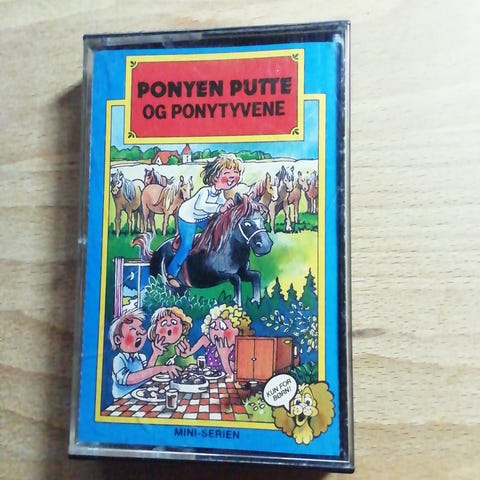 PONYEN PUTTE
OG PONYTYVENE
KUN FOR
BØRN!
MINI-SERIEN